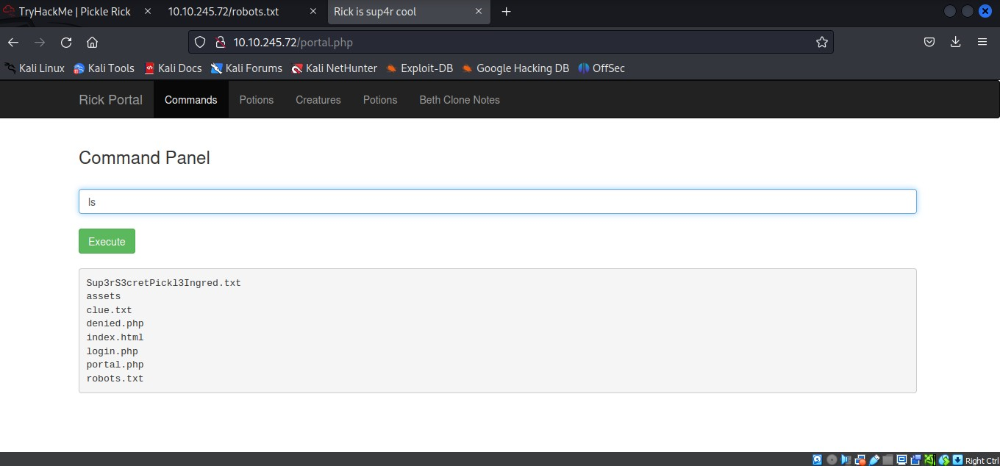 TryHackMe | Pickle Rick 10.10.245.72/robots.txt Rick is sup4r cool
10.10.245.72/portal.php
Kali Linux Kali Tools Kali Docs Kali Forums Kali NetHunter Exploit-DB Google Hacking DB OffSec
Rick Portal Commands Potions Creatures Potions Beth Clone Notes
Command Panel
ls
Execute
Sup3rS3cretPickl3Ingred.txt
assets
clue.txt
denied.php
index.html
login.php
portal.php
robots.txt
Right Ctrl